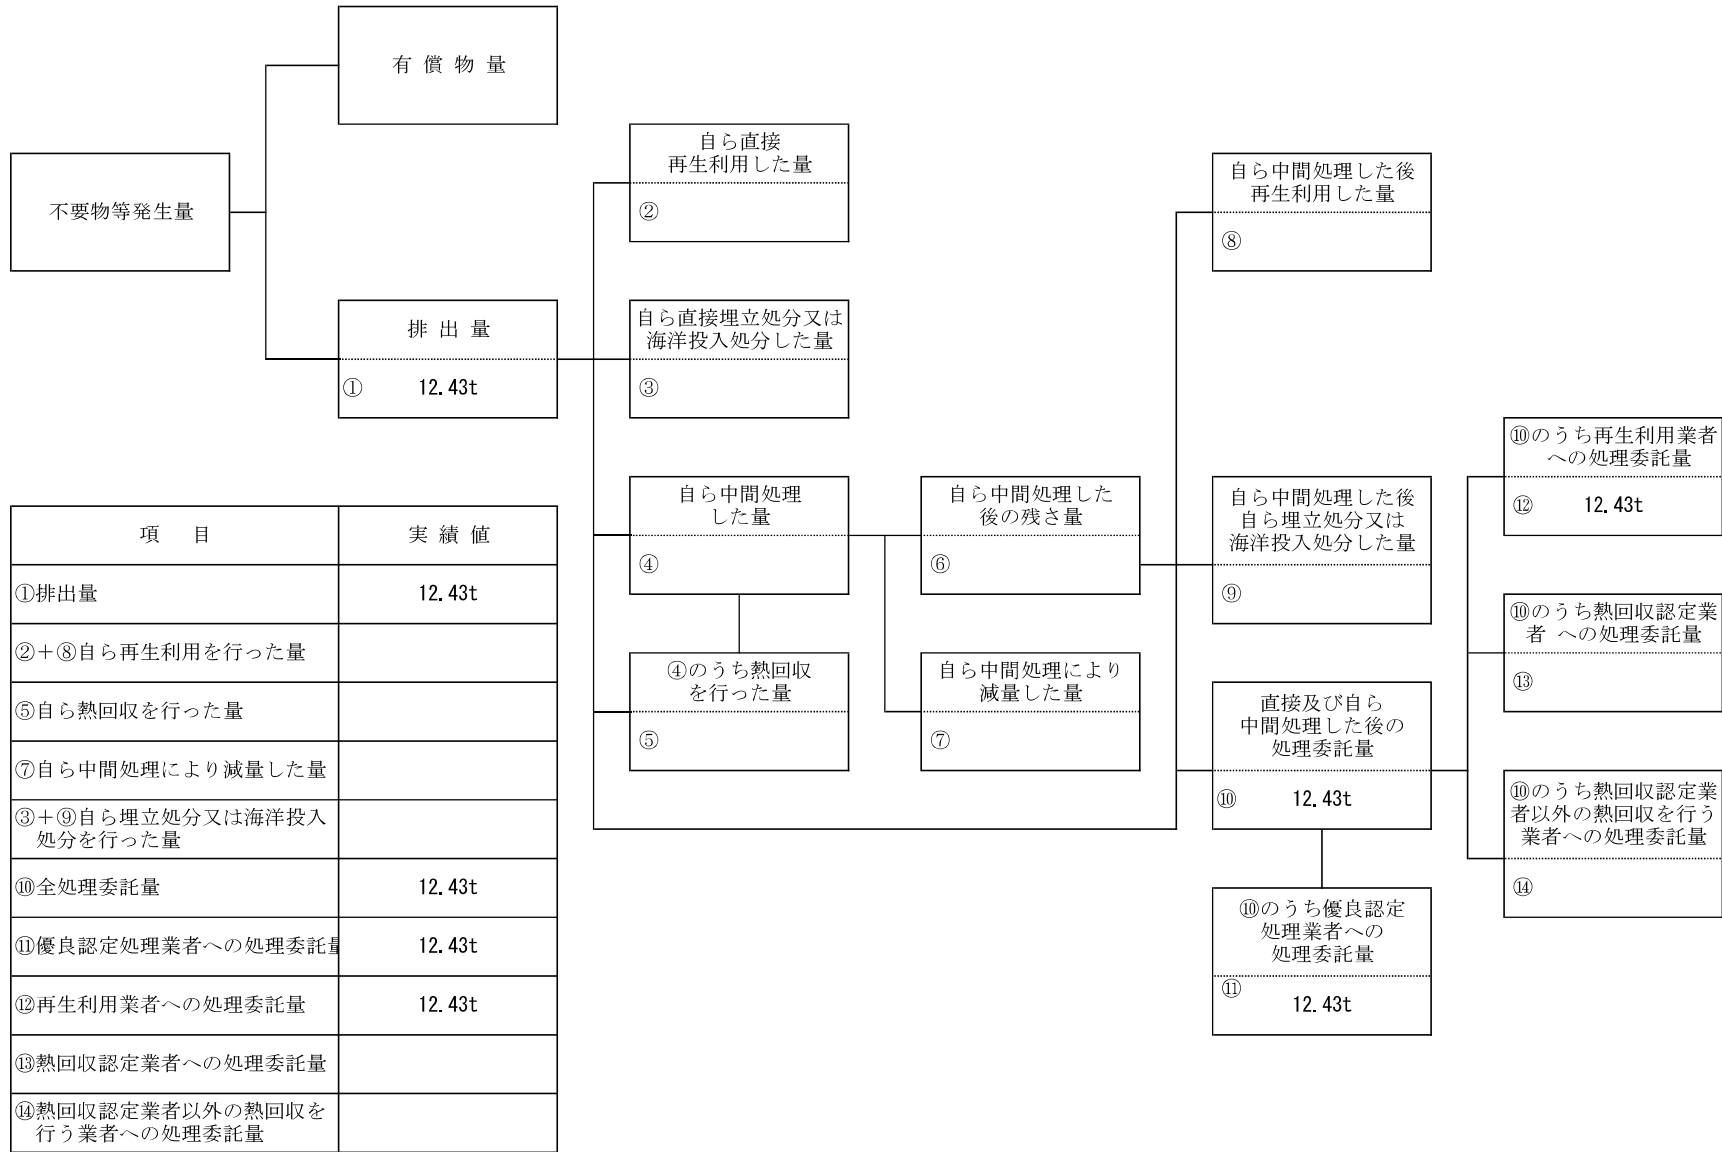 有 償 物 量
不要物等発生量
排 出 量
① 12.43t
自ら直接
再生利用した量
②
自ら直接埋立処分又は
海洋投入処分した量
③
自ら中間処理
した量
④
④のうち熱回収
を行った量
⑤
自ら中間処理した
後の残さ量
⑥
自ら中間処理により
減量した量
⑦
自ら中間処理した後
再生利用した量
⑧
自ら中間処理した後
自ら埋立処分又は
海洋投入処分した量
⑨
直接及び自ら
中間処理した後の
処理委託量
⑩ 12.43t
⑩のうち優良認定
処理業者への
処理委託量
⑪ 12.43t
⑩のうち再生利用業者
への処理委託量
⑫ 12.43t
⑩のうち熱回収認定業
者 への処理委託量
⑬
⑩のうち熱回収認定業
者以外の熱回収を行う
業者への処理委託量
⑭
項 目 実 績 値
①排出量 12.43t
②+⑧自ら再生利用を行った量
⑤自ら熱回収を行った量
⑦自ら中間処理により減量した量
③+⑨自ら埋立処分又は海洋投入
処分を行った量
⑩全処理委託量 12.43t
⑪優良認定処理業者への処理委託量 12.43t
⑫再生利用業者への処理委託量 12.43t
⑬熱回収認定業者への処理委託量
⑭熱回収認定業者以外の熱回収を
行う業者への処理委託量